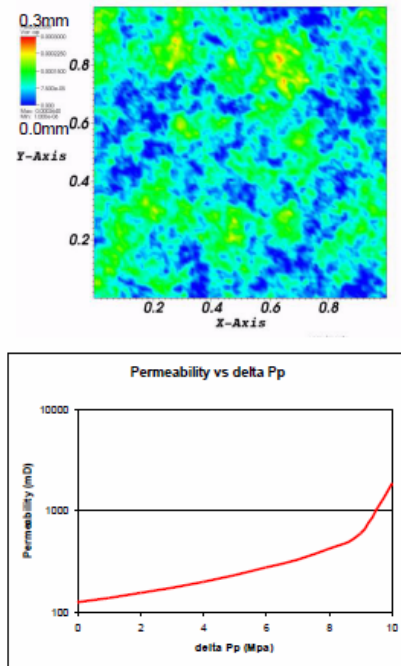 0.3mm
0.0mm
0.8
0.6
Y-Axis
0.4
0.2
0.2 0.4 0.6 0.8
X-Axis
Permeability vs delta Pp
10000
1000
100
Permeability (mD)
0 2 4 6 8 10
delta Pp (Mpa)